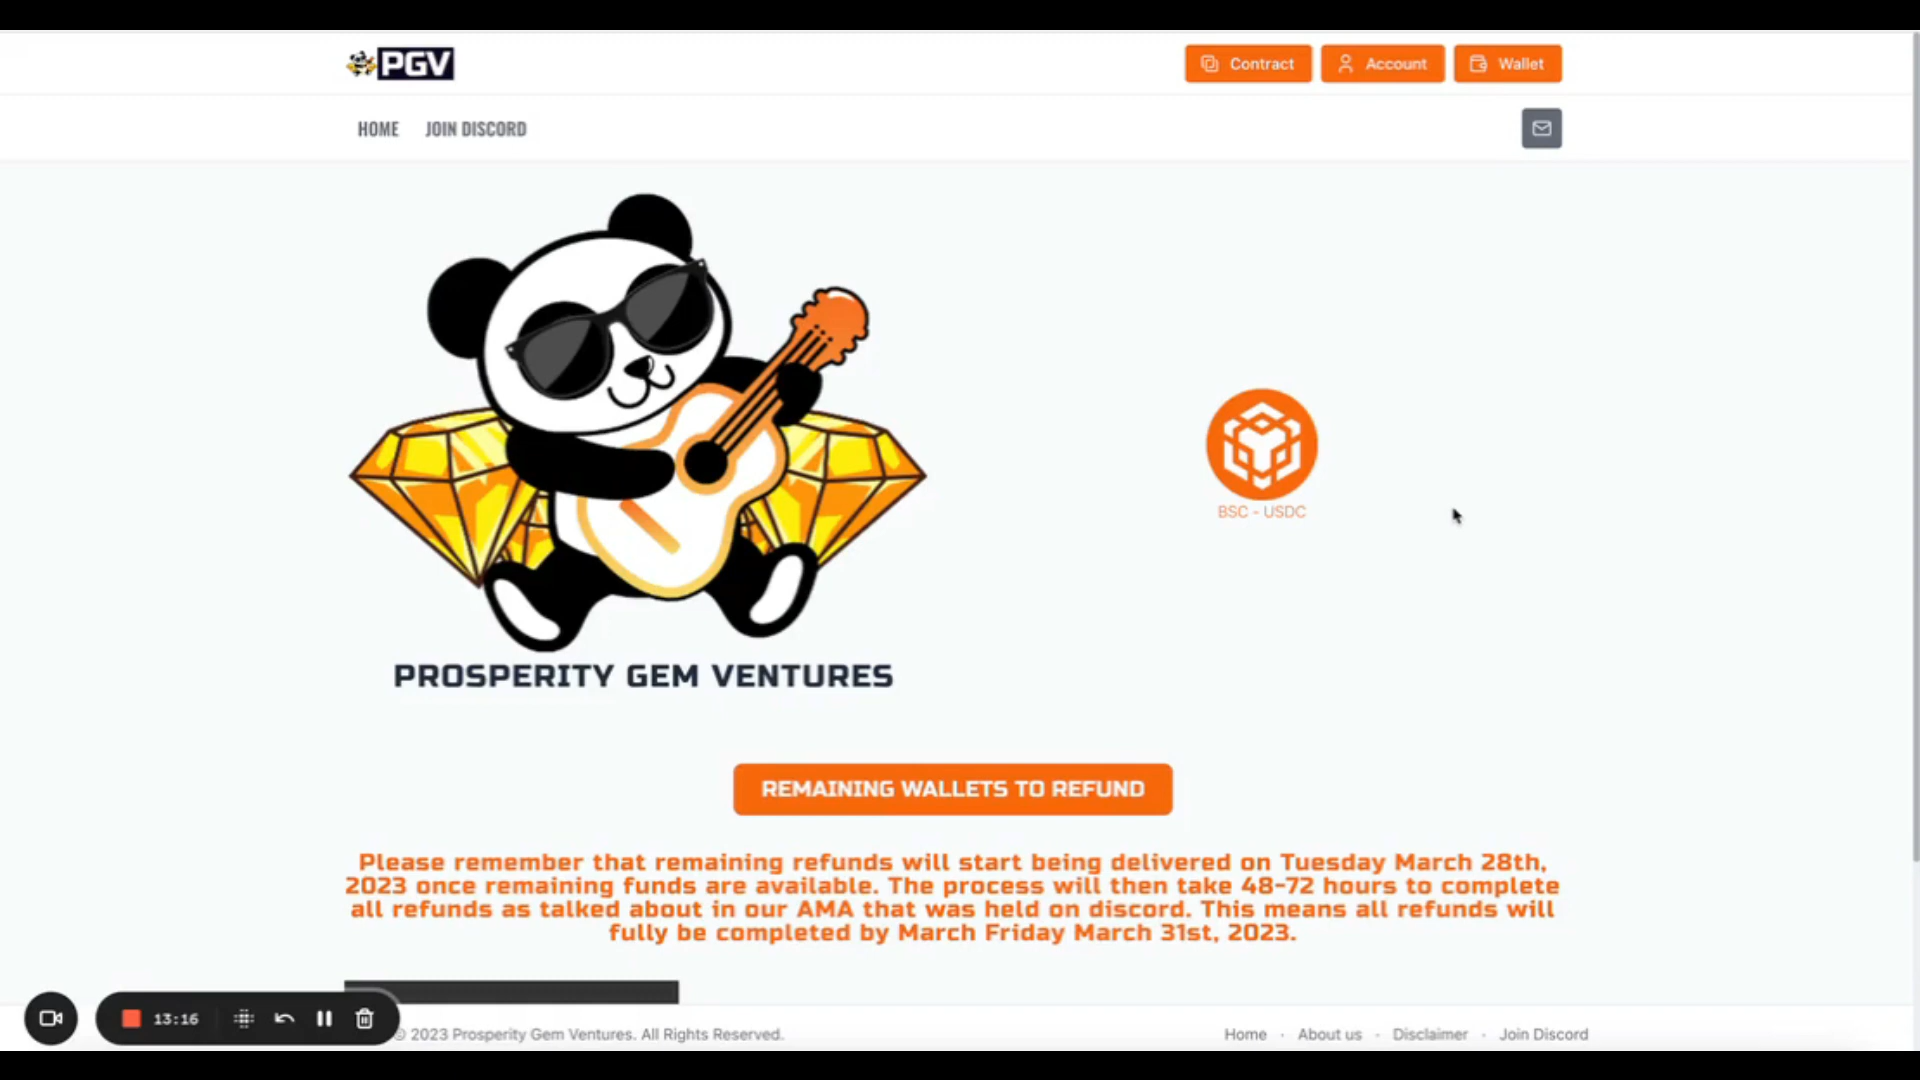 PGV
Contract
Account
Wallet
HOME
JOIN DISCORD
BSC - USDC
PROSPERITY GEM VENTURES
REMAINING WALLETS TO REFUND
Please remember that remaining refunds will start being delivered on Tuesday March 28th,
2023 once remaining funds are available. The process will then take 48-72 hours to complete
all refunds as talked about in our AMA that was held on discord. This means all refunds will
fully be completed by March Friday March 31st, 2023.
13:16
© 2023 Prosperity Gem Ventures. All Rights Reserved.
Home · About us · Disclaimer · Join Discord